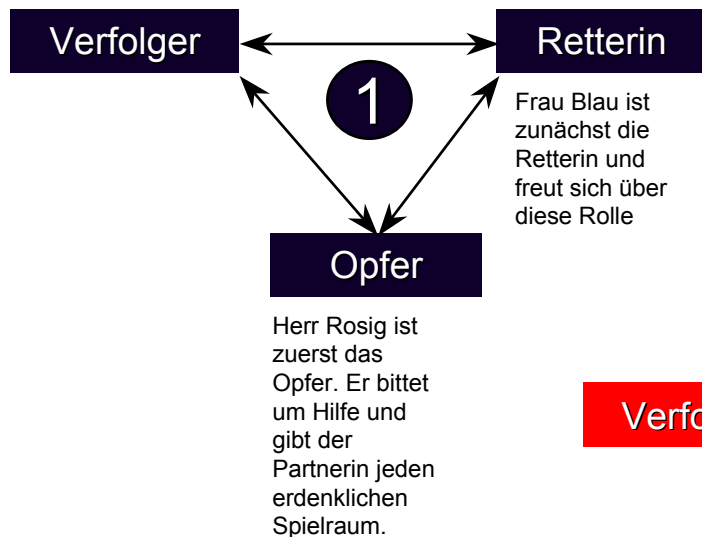 Verfolger
Retterin
1
Frau Blau ist
zunächst die
Retterin und
freut sich über
diese Rolle
Opfer
Herr Rosig ist
zuerst das
Opfer. Er bittet
um Hilfe und
gibt der
Partnerin jeden
erdenklichen
Spielraum.